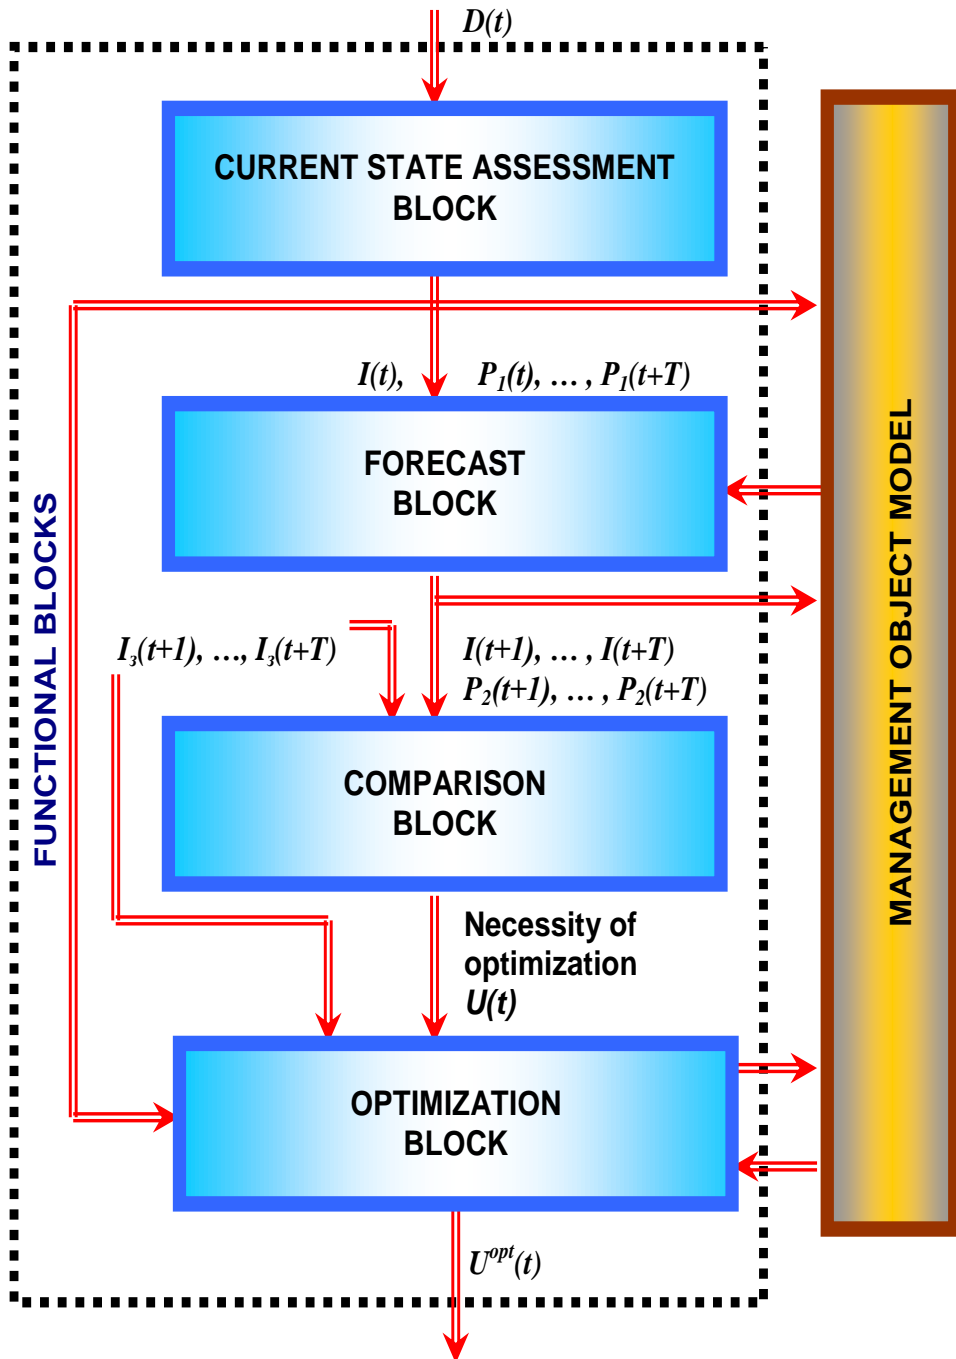 D(t)
CURRENT STATE ASSESSMENT
BLOCK
I(t), P₁(t), … , P₁(t+T)
FORECAST
BLOCK
I₃(t+1), …, I₃(t+T)
I(t+1), … , I(t+T)
P₂(t+1), … , P₂(t+T)
COMPARISON
BLOCK
Necessity of
optimization
U(t)
OPTIMIZATION
BLOCK
Uᵒᵖᵗ(t)
FUNCTIONAL BLOCKS
MANAGEMENT OBJECT MODEL